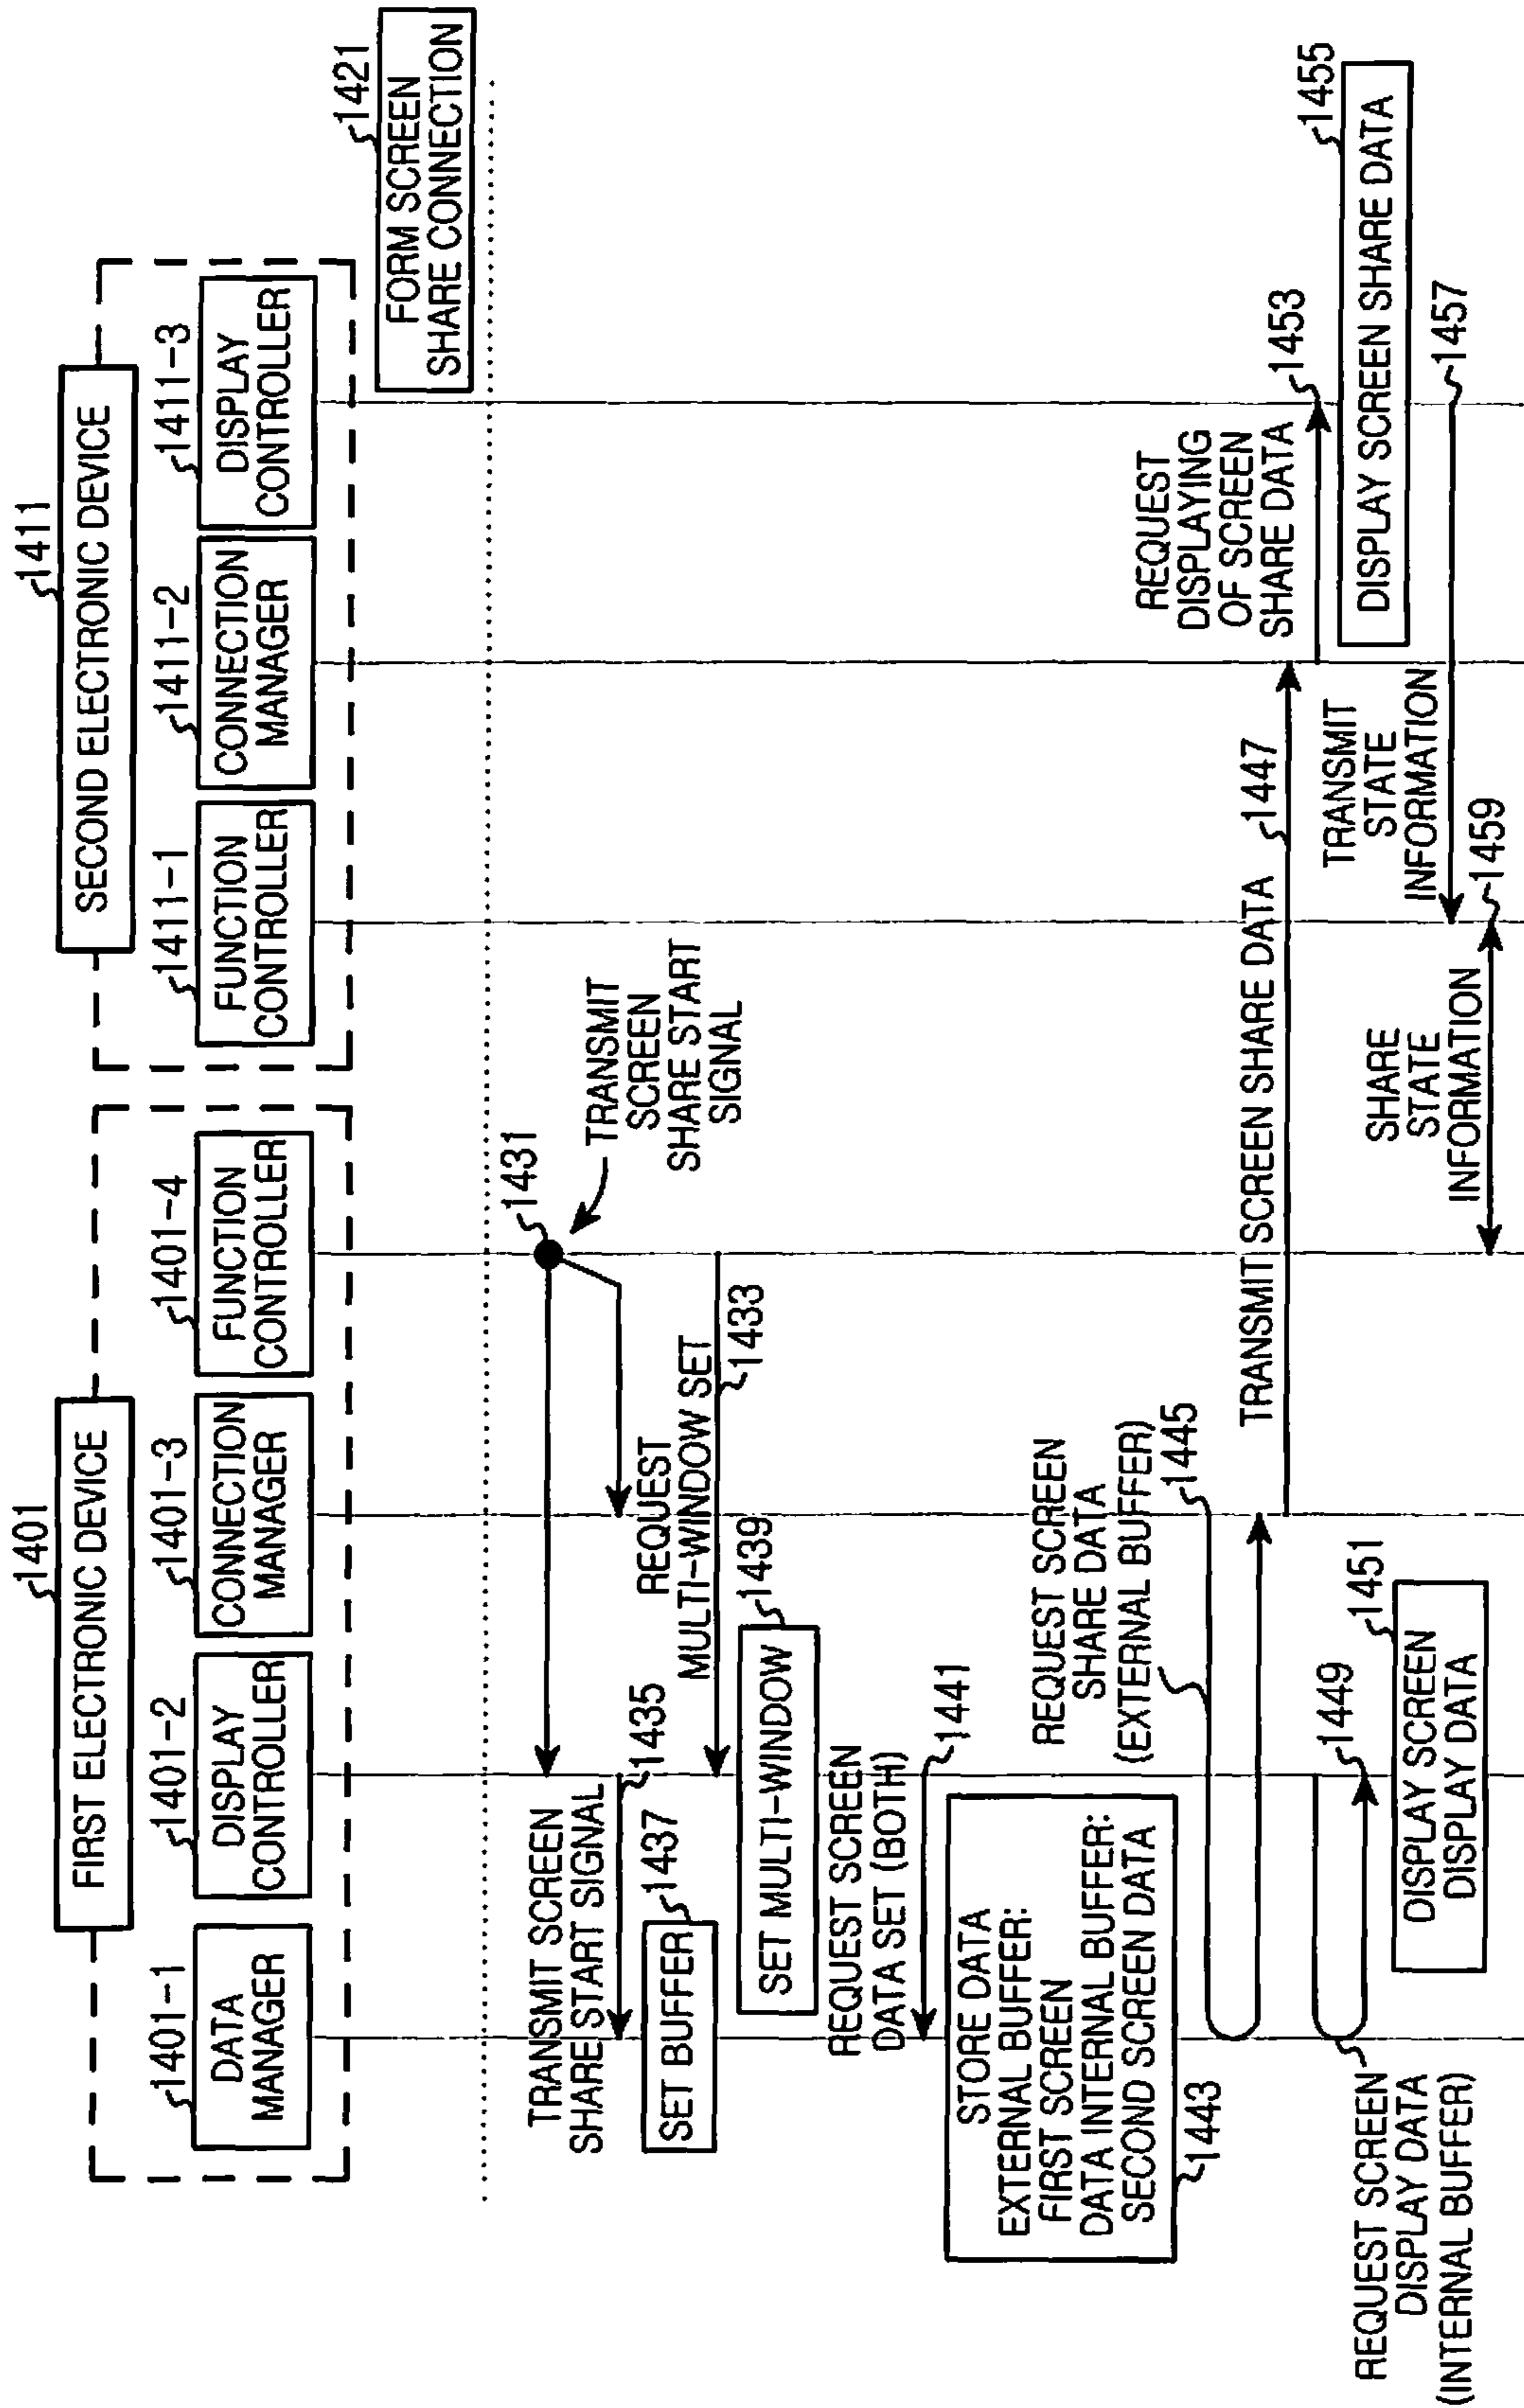 1401
FIRST ELECTRONIC DEVICE
1401-1
DATA
MANAGER
1401-2
DISPLAY
CONTROLLER
1401-3
CONNECTION
MANAGER
1401-4
FUNCTION
CONTROLLER
1411
SECOND ELECTRONIC DEVICE
1411-1
FUNCTION
CONTROLLER
1411-2
CONNECTION
MANAGER
1411-3
DISPLAY
CONTROLLER
1421
FORM SCREEN
SHARE CONNECTION
1431
TRANSMIT
SCREEN
SHARE START
SIGNAL
TRANSMIT SCREEN
SHARE START SIGNAL
1435
REQUEST
MULTI-WINDOW SET
1433
SET BUFFER
1437
SET MULTI-WINDOW
1439
REQUEST SCREEN
DATA SET (BOTH)
1441
STORE DATA
EXTERNAL BUFFER:
FIRST SCREEN
DATA INTERNAL BUFFER:
SECOND SCREEN DATA
1443
REQUEST SCREEN
SHARE DATA
(EXTERNAL BUFFER)
1445
TRANSMIT SCREEN SHARE DATA
1447
REQUEST
DISPLAYING
OF SCREEN
SHARE DATA
1453
REQUEST SCREEN
DISPLAY DATA
(INTERNAL BUFFER)
1449
DISPLAY SCREEN
DISPLAY DATA
1451
DISPLAY SCREEN SHARE DATA
1455
TRANSMIT
STATE
INFORMATION
1457
SHARE
STATE
INFORMATION
1459